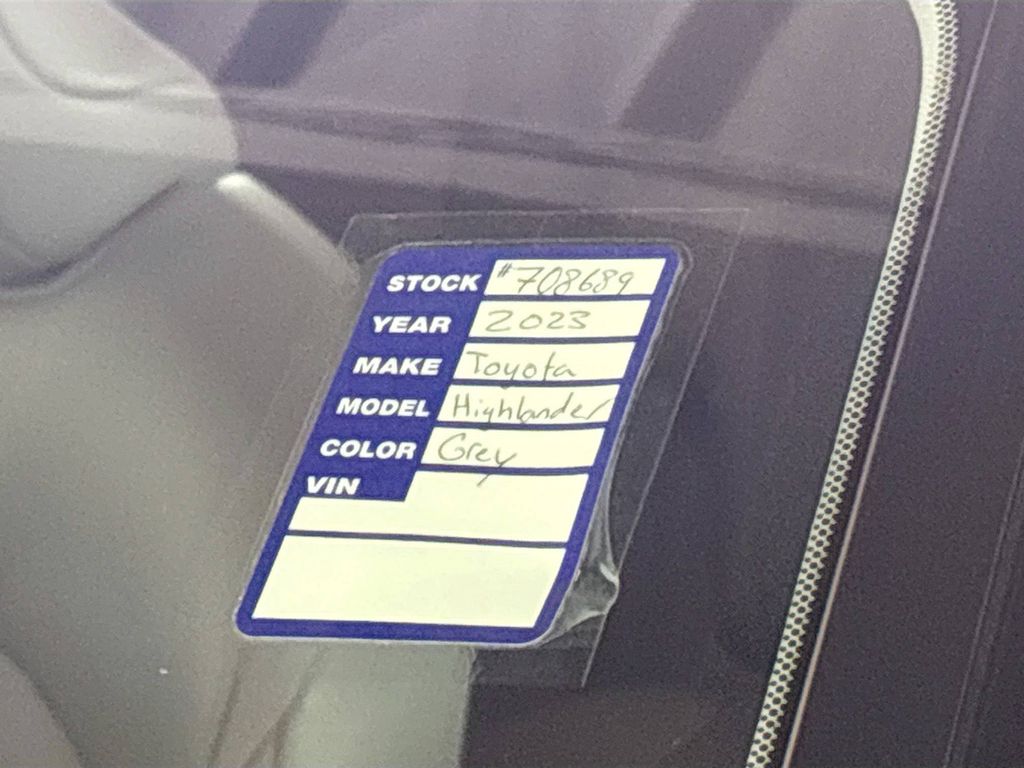 STOCK #708689
YEAR 2023
MAKE Toyota
MODEL Highlander
COLOR Grey
VIN